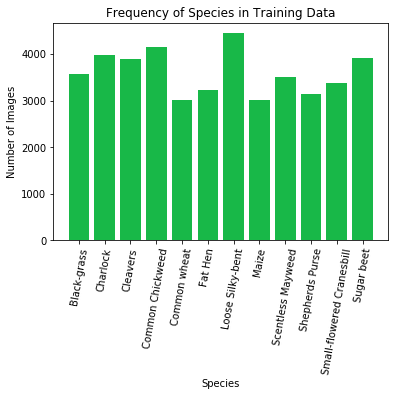 Frequency of Species in Training Data
Number of Images
4000
3000
2000
1000
0
Black-grass
Charlock
Cleavers
Common Chickweed
Common wheat
Fat Hen
Loose Silky-bent
Maize
Scentless Mayweed
Shepherds Purse
Small-flowered Cranesbill
Sugar beet
Species